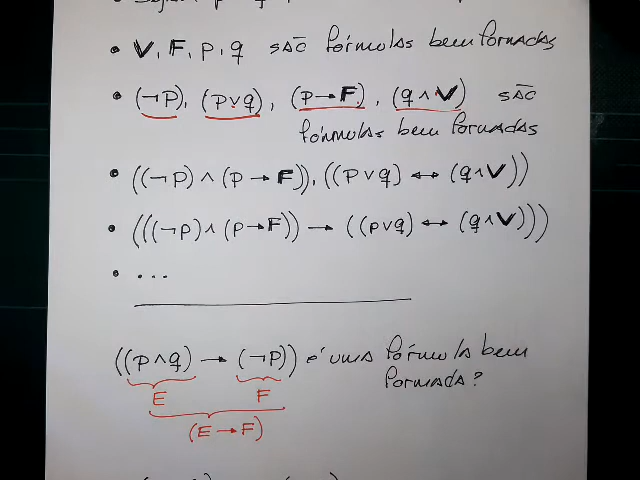 • V, F, p, q são fórmulas bem formadas
• (¬p), (p∨q), (p→F), (q∧V) são
fórmulas bem formadas
• ((¬p)∧(p→F)), ((p∨q)↔(q∧V))
• (((¬p)∧(p→F))→((p∨q)↔(q∧V)))
• ...
((p∧q)→(¬p)) é uma fórmula bem
formada?
E F
(E→F)